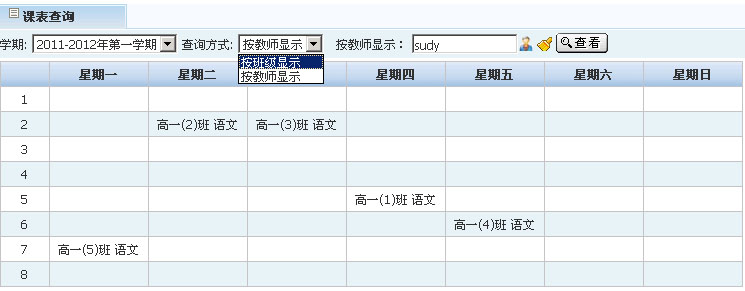 课表查询
学期: 2011-2012年第一学期 查询方式: 按教师显示 按教师显示： sudy 查看
按班级显示
按教师显示
星期一 星期二 星期四 星期五 星期六 星期日
1
2 高一(2)班 语文 高一(3)班 语文
3
4
5 高一(1)班 语文
6 高一(4)班 语文
7 高一(5)班 语文
8